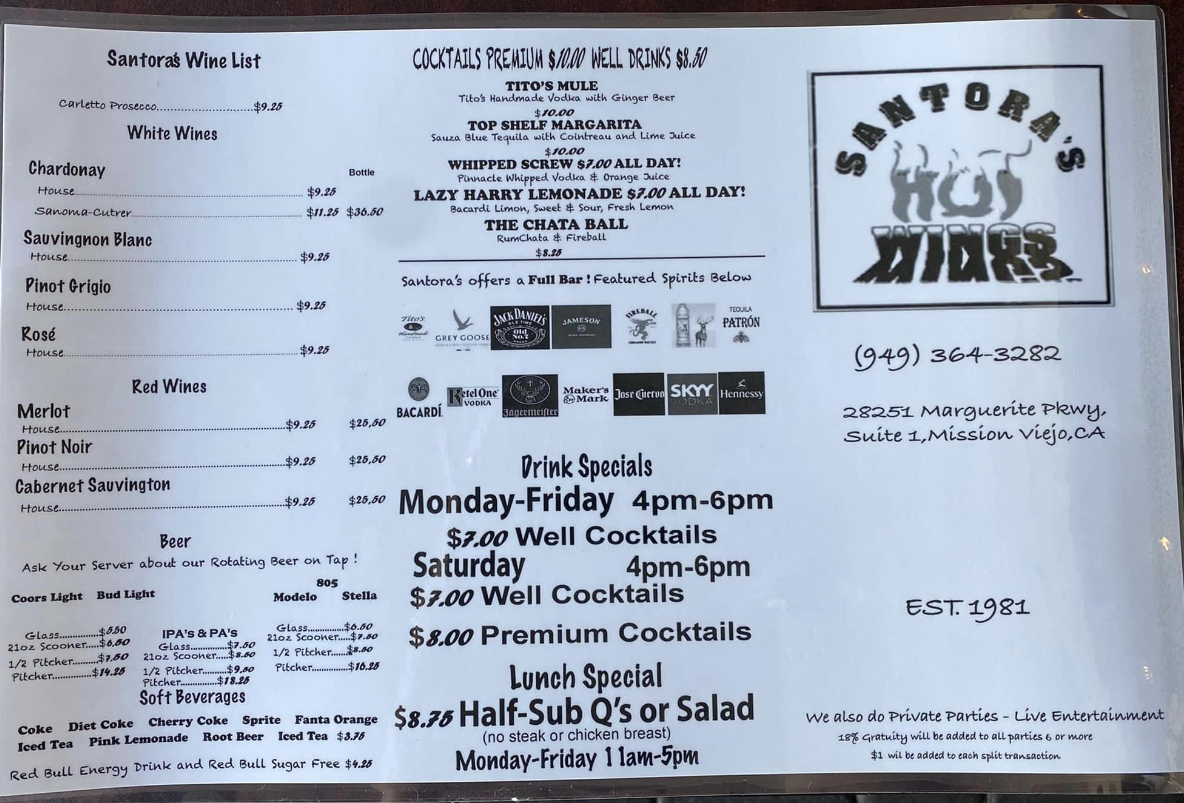 Santora's Wine List
Carletto Prosecco............................$9.25
White Wines
Chardonay
Bottle
House............................$9.25
Sanoma-Cutrer............................$11.25 $36.50
Sauvingnon Blanc
House............................$9.25
Pinot Grigio
House............................$9.25
Rosé
House............................$9.25
Red Wines
Merlot
House............................$9.25 $25,50
Pinot Noir
House............................$9.25 $25,50
Cabernet Sauvington
House............................$9.25 $25,50
Beer
Ask Your Server about our Rotating Beer on Tap !
Coors Light Bud Light
805
Modelo Stella
Glass..............$5.50
21oz Scooner.....$6.50
1/2 Pitcher.........$7.50
Pitcher.............$14.25
IPA's & PA's
Glass..............$7.50
21oz Scooner.....$8.50
1/2 Pitcher.........$9.50
Pitcher.............$18.25
Glass..............$6.50
21oz Scooner.....$7.50
1/2 Pitcher.........$8.50
Pitcher.............$16.25
Soft Beverages
Coke Diet Coke Cherry Coke Sprite Fanta Orange
Iced Tea Pink Lemonade Root Beer Iced Tea $3.75
Red Bull Energy Drink and Red Bull Sugar Free $4.25
COCKTAILS PREMIUM $10.00 WELL DRINKS $8.50
TITO'S MULE
Tito's Handmade Vodka with Ginger Beer
$10.00
TOP SHELF MARGARITA
Sauza Blue Tequila with Cointreau and Lime Juice
$10.00
WHIPPED SCREW $7.00 ALL DAY!
Pinnacle Whipped Vodka & Orange Juice
LAZY HARRY LEMONADE $7.00 ALL DAY!
Bacardi Limon, Sweet & Sour, Fresh Lemon
THE CHATA BALL
RumChata & Fireball
$8.25
Santora's offers a Full Bar ! Featured Spirits Below
Tito's Handmade
GREY GOOSE
JACK DANIEL'S OLD TIME Old No.7
JAMESON
FIREBALL
TEQUILA PATRÓN
BACARDÍ
Ketel One VODKA
Jägermeister
Maker's Mark
Jose Cuervo
SKYY VODKA
Hennessy
Drink Specials
Monday-Friday 4pm-6pm
$7.00 Well Cocktails
Saturday 4pm-6pm
$7.00 Well Cocktails
$8.00 Premium Cocktails
Lunch Special
$8.75 Half-Sub Q's or Salad
(no steak or chicken breast)
Monday-Friday 11am-5pm
SANTORA'S
HOT
WINGS
(949) 364-3282
28251 Marguerite Pkwy,
Suite 1,Mission Viejo,CA
EST. 1981
We also do Private Parties - Live Entertainment
18% Gratuity will be added to all parties 6 or more
$1 wil be added to each split transaction